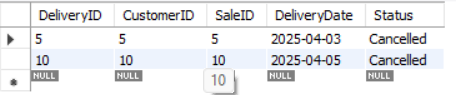 DeliveryID CustomerID SaleID DeliveryDate Status
5 5 5 2025-04-03 Cancelled
10 10 10 2025-04-05 Cancelled
NULL NULL NULL NULL NULL
10